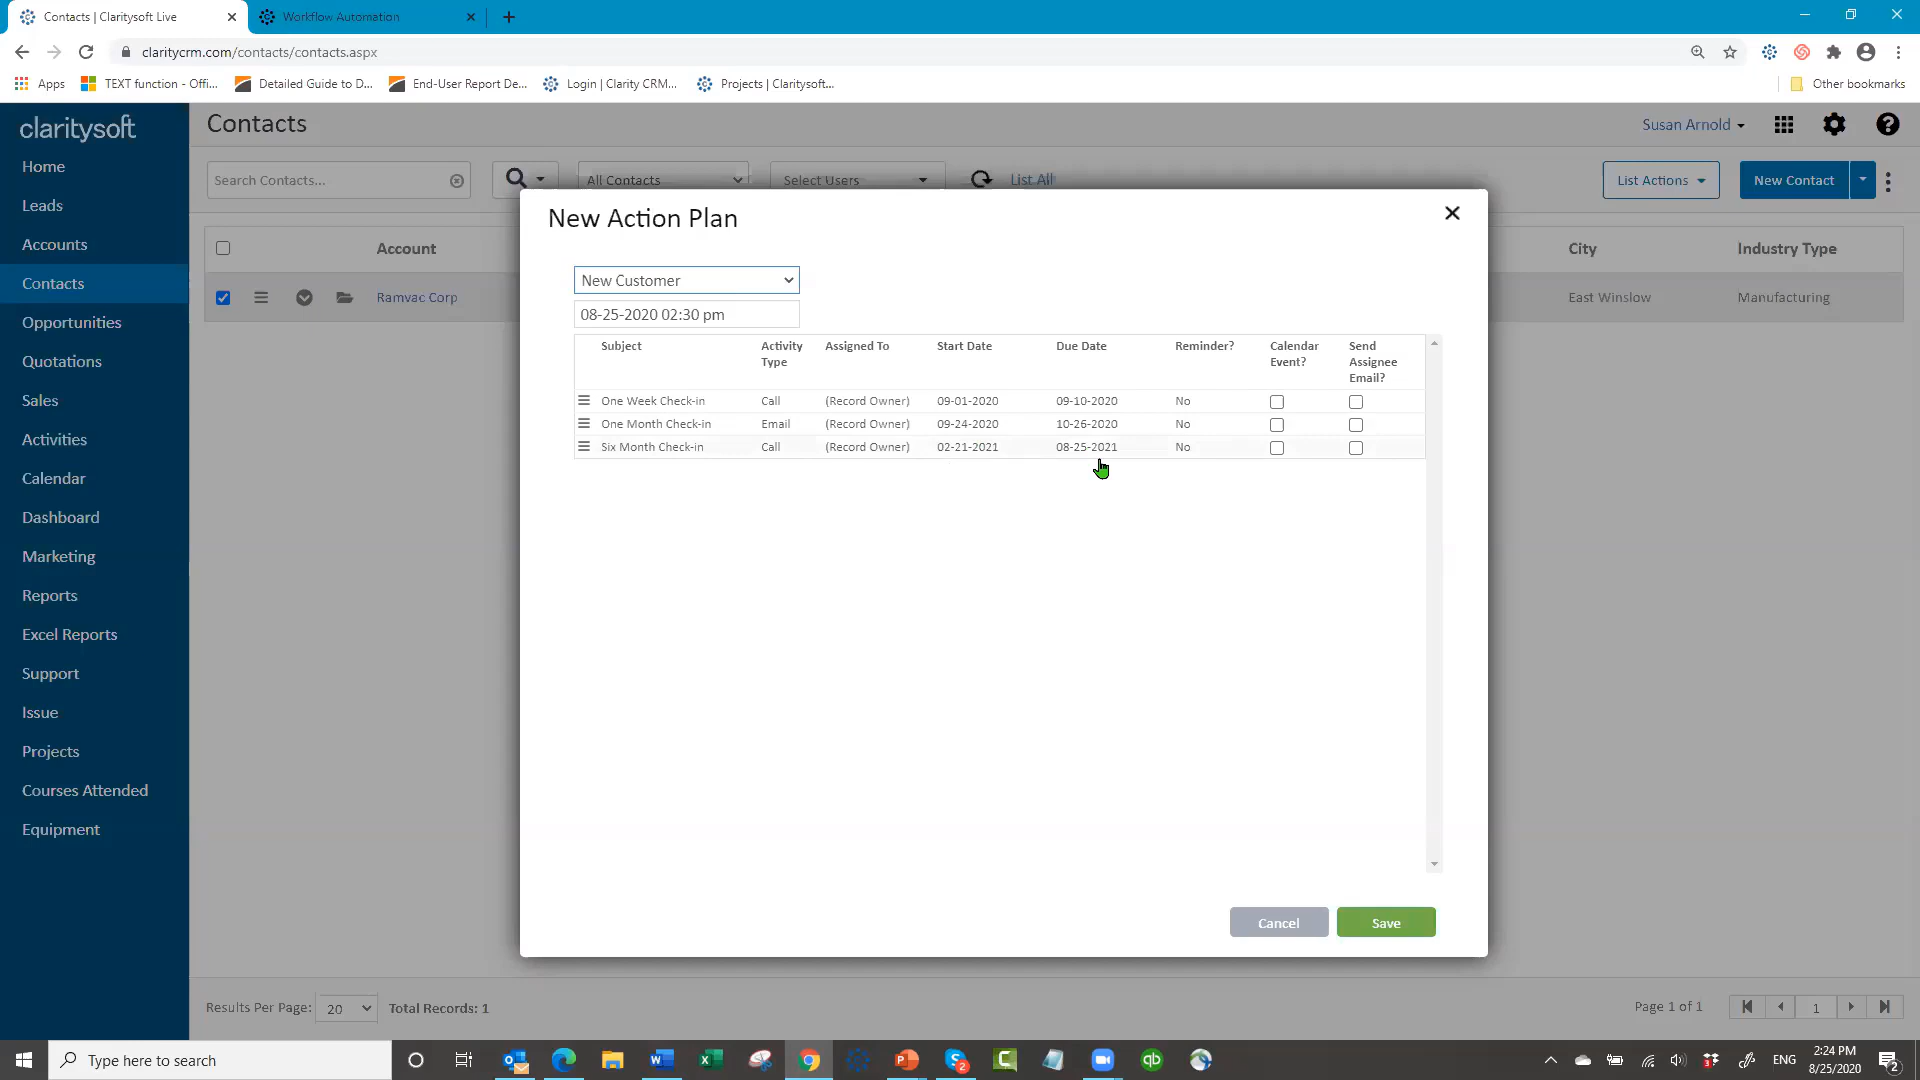 Contacts | Claritysoft Live
Workflow Automation
claritycrm.com/contacts/contacts.aspx
Apps
TEXT function - Offi...
Detailed Guide to D...
End-User Report De...
Login | Clarity CRM...
Projects | Claritysoft...
Other bookmarks
claritysoft
Home
Leads
Accounts
Contacts
Opportunities
Quotations
Sales
Activities
Calendar
Dashboard
Marketing
Reports
Excel Reports
Support
Issue
Projects
Courses Attended
Equipment
Contacts
Susan Arnold
Search Contacts...
All Contacts
Select Users
List All
List Actions
New Contact
Account
City
Industry Type
Ramvac Corp
East Winslow
Manufacturing
New Action Plan
New Customer
08-25-2020 02:30 pm
Subject
Activity
Type
Assigned To
Start Date
Due Date
Reminder?
Calendar
Event?
Send
Assignee
Email?
One Week Check-in Call (Record Owner) 09-01-2020 09-10-2020 No
One Month Check-in Email (Record Owner) 09-24-2020 10-26-2020 No
Six Month Check-in Call (Record Owner) 02-21-2021 08-25-2021 No
Cancel
Save
Results Per Page: 20 Total Records: 1
Page 1 of 1
1
Type here to search
2
ENG
2:24 PM
8/25/2020
2